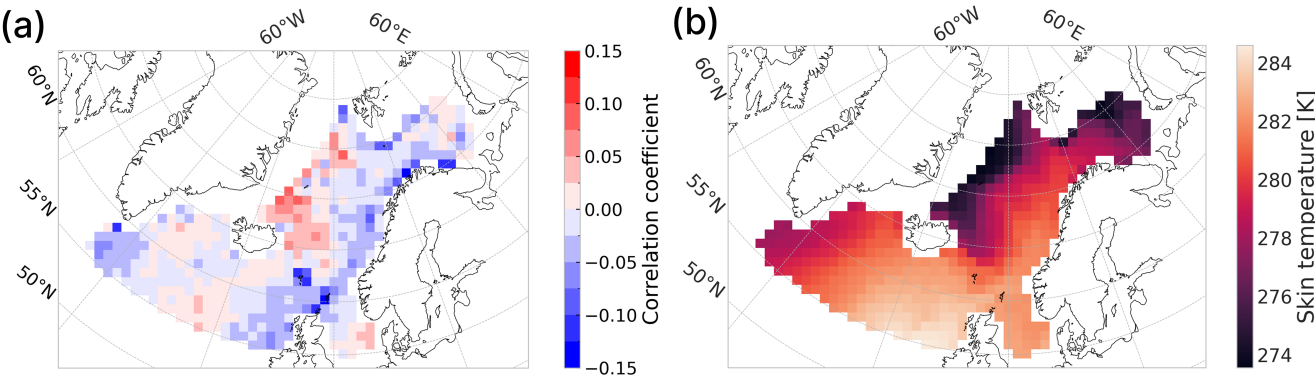 (a)
60°W
60°E
60°N
55°N
50°N
0.15
0.10
0.05
0.00
−0.05
−0.10
−0.15
Correlation coefficient
(b)
60°W
60°E
60°N
55°N
50°N
284
282
280
278
276
274
Skin temperature [K]